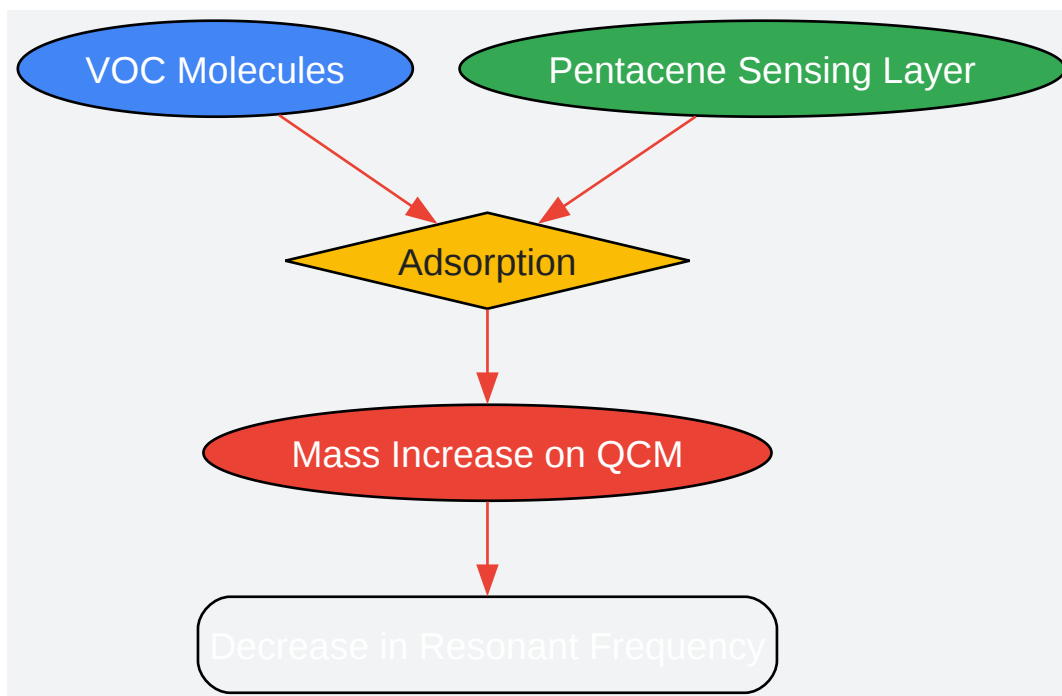 VOC Molecules
Pentacene Sensing Layer
Adsorption
Mass Increase on QCM
Decrease in Resonant Frequency